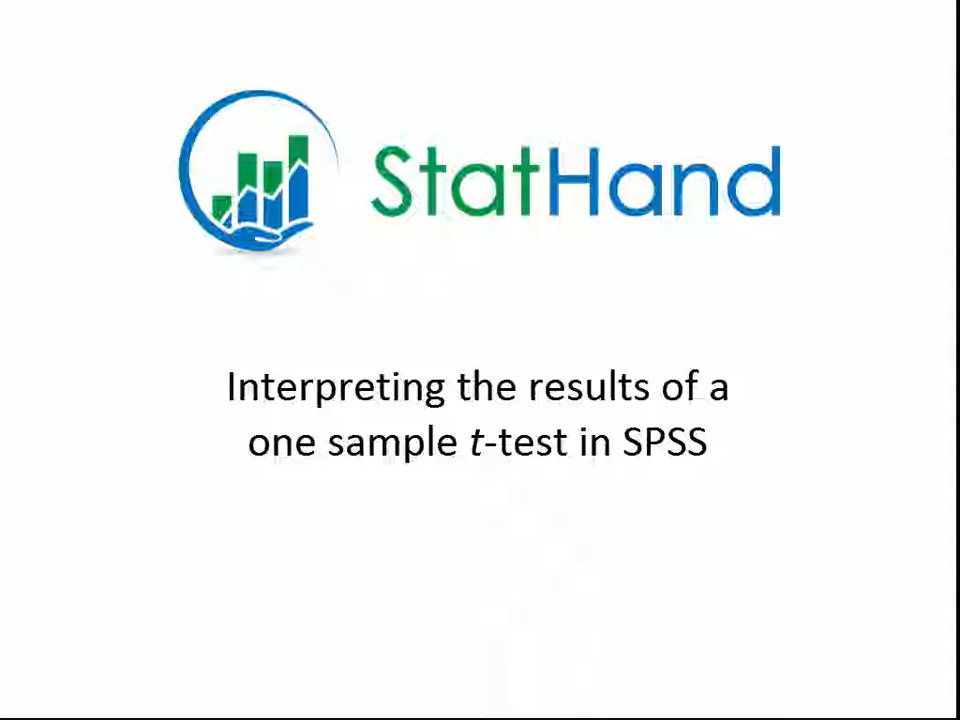 StatHand
Interpreting the results of a
one sample t-test in SPSS